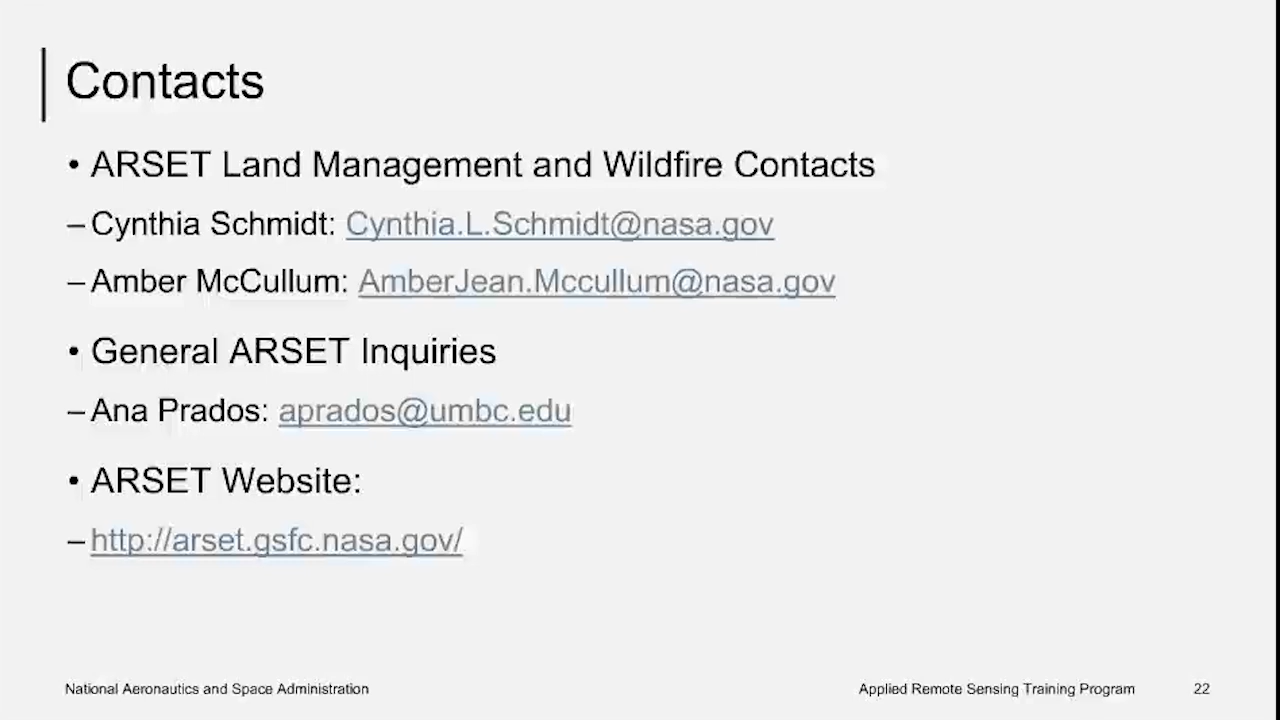 Contacts
• ARSET Land Management and Wildfire Contacts
– Cynthia Schmidt: Cynthia.L.Schmidt@nasa.gov
– Amber McCullum: AmberJean.Mccullum@nasa.gov
• General ARSET Inquiries
– Ana Prados: aprados@umbc.edu
• ARSET Website:
– http://arset.gsfc.nasa.gov/
National Aeronautics and Space Administration
Applied Remote Sensing Training Program
22